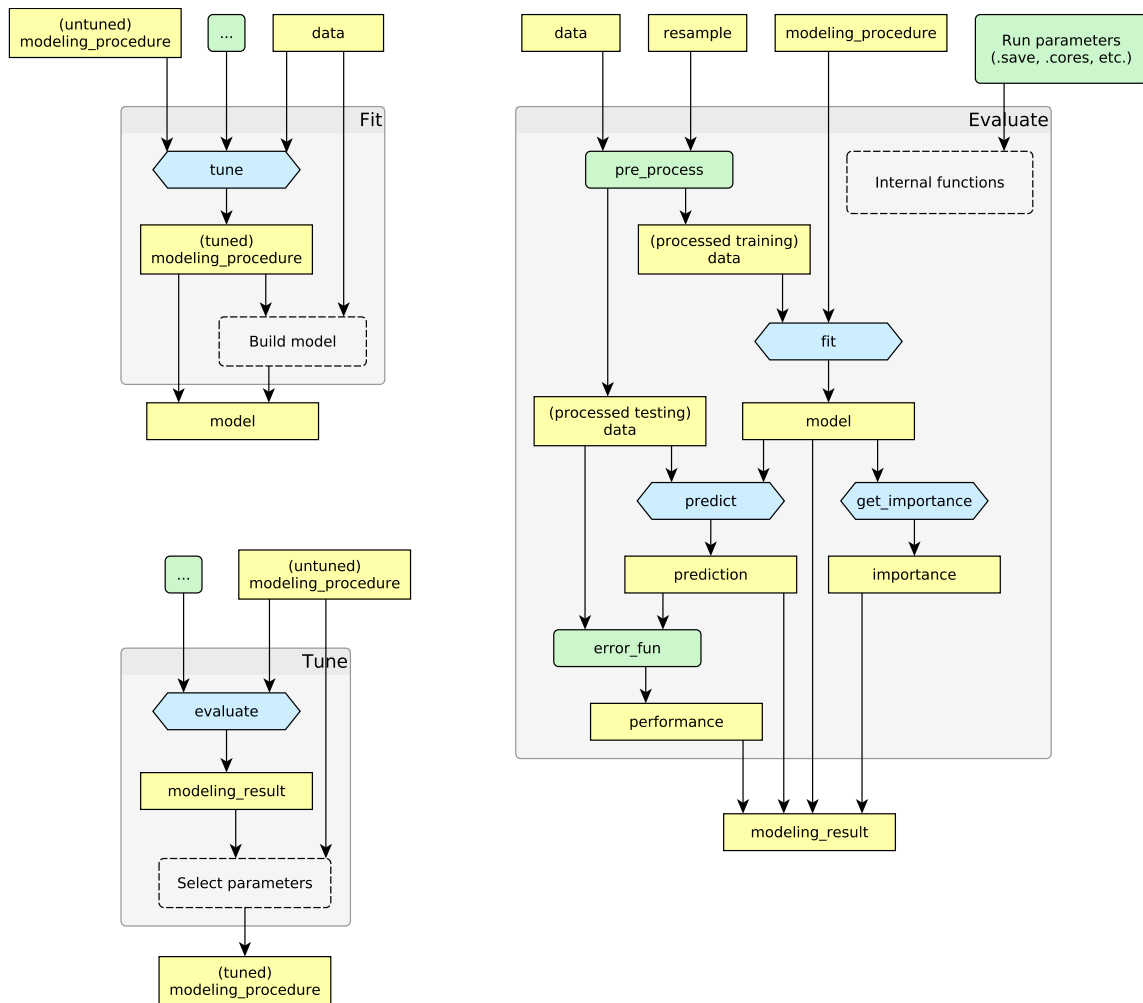 (untuned)
modeling_procedure
...
data
Fit
tune
(tuned)
modeling_procedure
Build model
model
...
(untuned)
modeling_procedure
Tune
evaluate
modeling_result
Select parameters
(tuned)
modeling_procedure
data
resample
modeling_procedure
Run parameters
(.save, .cores, etc.)
Evaluate
pre_process
Internal functions
(processed training)
data
fit
(processed testing)
data
model
predict
get_importance
prediction
importance
error_fun
performance
modeling_result